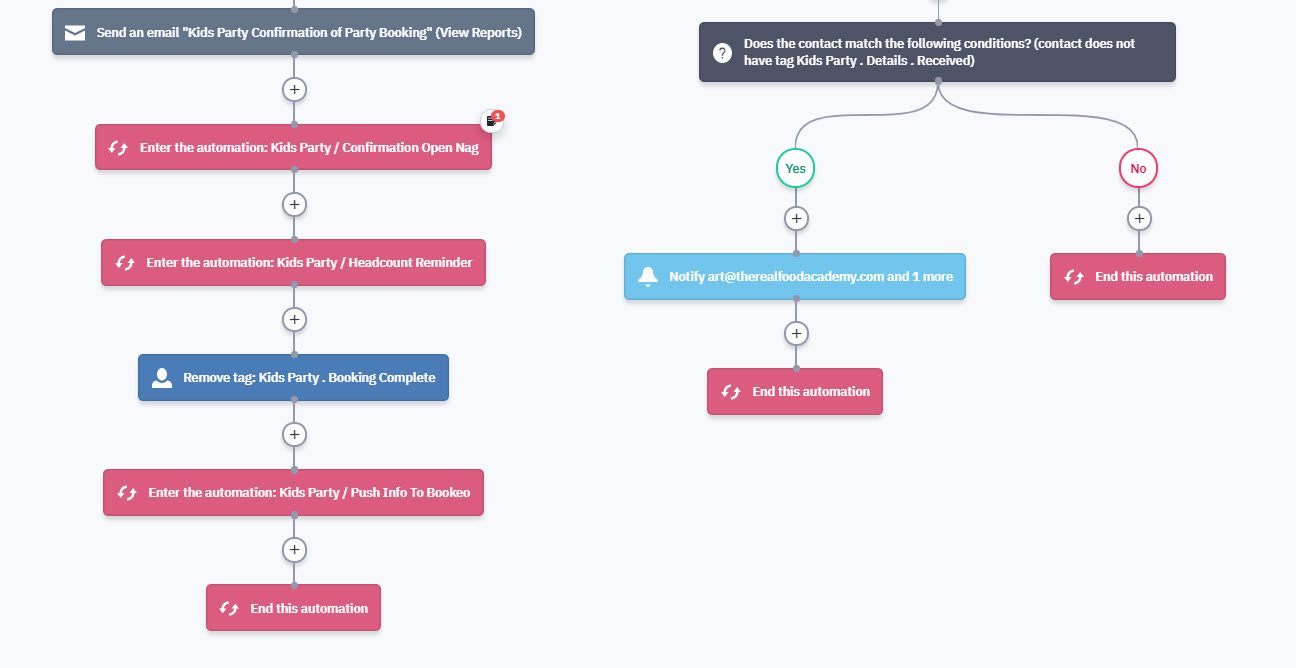 Send an email "Kids Party Confirmation of Party Booking" (View Reports)
1
Enter the automation: Kids Party / Confirmation Open Nag
Enter the automation: Kids Party / Headcount Reminder
Remove tag: Kids Party . Booking Complete
Enter the automation: Kids Party / Push Info To Bookeo
End this automation
?
Does the contact match the following conditions? (contact does not
have tag Kids Party . Details . Received)
Yes
No
Notify art@therealfoodacademy.com and 1 more
End this automation
End this automation